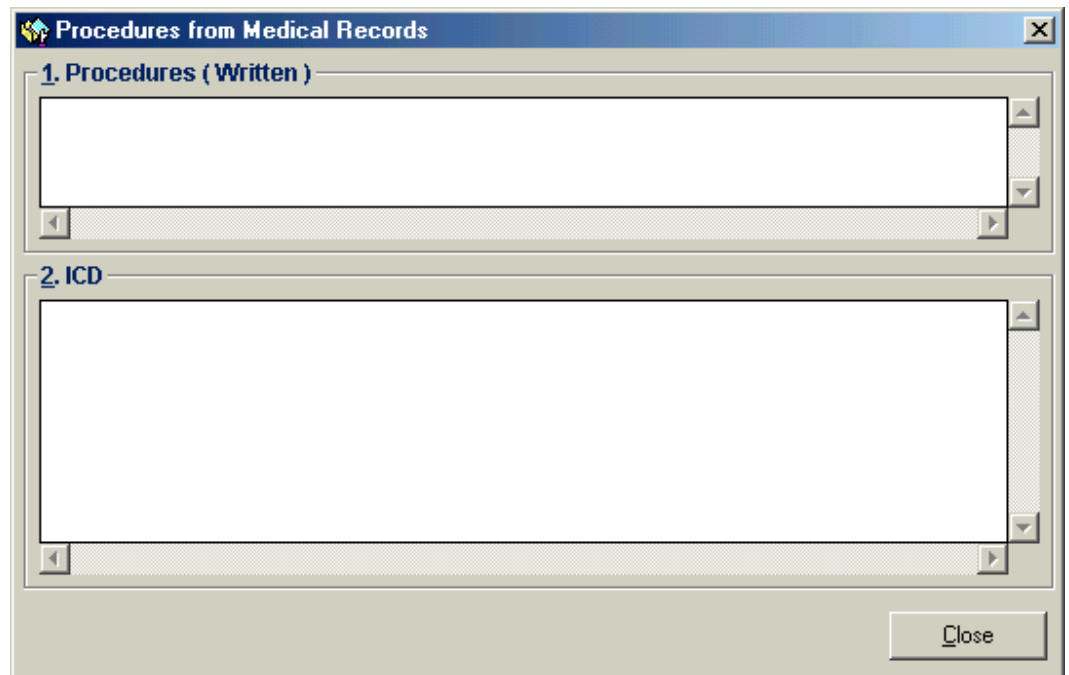 Procedures from Medical Records
1. Procedures ( Written )
2. ICD
Close